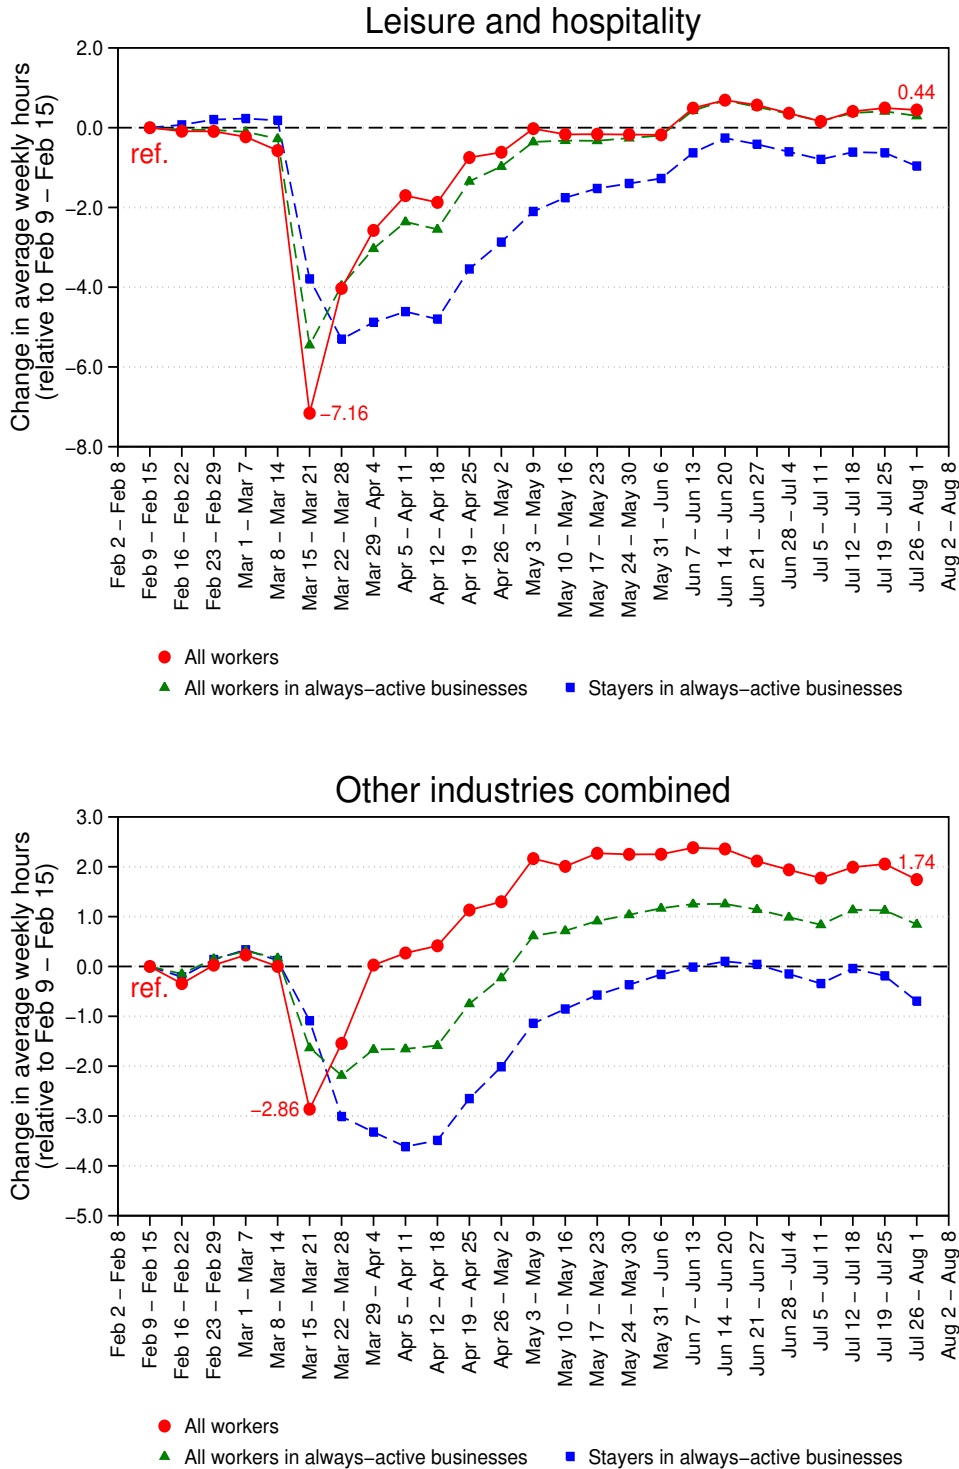 Leisure and hospitality
Change in average weekly hours
(relative to Feb 9 − Feb 15)
2.0
0.0
−2.0
−4.0
−6.0
−8.0
ref.
−7.16
0.44
Feb 2 − Feb 8
Feb 9 − Feb 15
Feb 16 − Feb 22
Feb 23 − Feb 29
Mar 1 − Mar 7
Mar 8 − Mar 14
Mar 15 − Mar 21
Mar 22 − Mar 28
Mar 29 − Apr 4
Apr 5 − Apr 11
Apr 12 − Apr 18
Apr 19 − Apr 25
Apr 26 − May 2
May 3 − May 9
May 10 − May 16
May 17 − May 23
May 24 − May 30
May 31 − Jun 6
Jun 7 − Jun 13
Jun 14 − Jun 20
Jun 21 − Jun 27
Jun 28 − Jul 4
Jul 5 − Jul 11
Jul 12 − Jul 18
Jul 19 − Jul 25
Jul 26 − Aug 1
Aug 2 − Aug 8
All workers
All workers in always−active businesses
Stayers in always−active businesses
Other industries combined
Change in average weekly hours
(relative to Feb 9 − Feb 15)
3.0
2.0
1.0
0.0
−1.0
−2.0
−3.0
−4.0
−5.0
ref.
−2.86
1.74
Feb 2 − Feb 8
Feb 9 − Feb 15
Feb 16 − Feb 22
Feb 23 − Feb 29
Mar 1 − Mar 7
Mar 8 − Mar 14
Mar 15 − Mar 21
Mar 22 − Mar 28
Mar 29 − Apr 4
Apr 5 − Apr 11
Apr 12 − Apr 18
Apr 19 − Apr 25
Apr 26 − May 2
May 3 − May 9
May 10 − May 16
May 17 − May 23
May 24 − May 30
May 31 − Jun 6
Jun 7 − Jun 13
Jun 14 − Jun 20
Jun 21 − Jun 27
Jun 28 − Jul 4
Jul 5 − Jul 11
Jul 12 − Jul 18
Jul 19 − Jul 25
Jul 26 − Aug 1
Aug 2 − Aug 8
All workers
All workers in always−active businesses
Stayers in always−active businesses